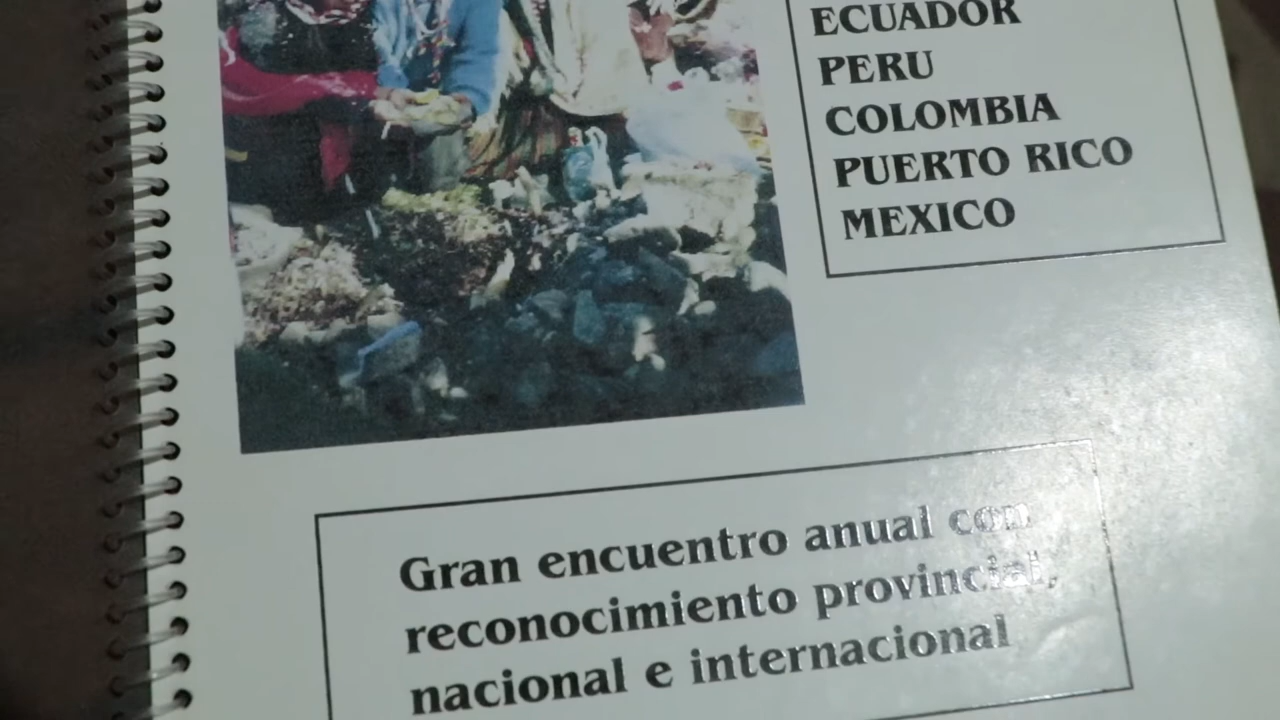 ECUADOR
PERU
COLOMBIA
PUERTO RICO
MEXICO
Gran encuentro anual con
reconocimiento provincial,
nacional e internacional